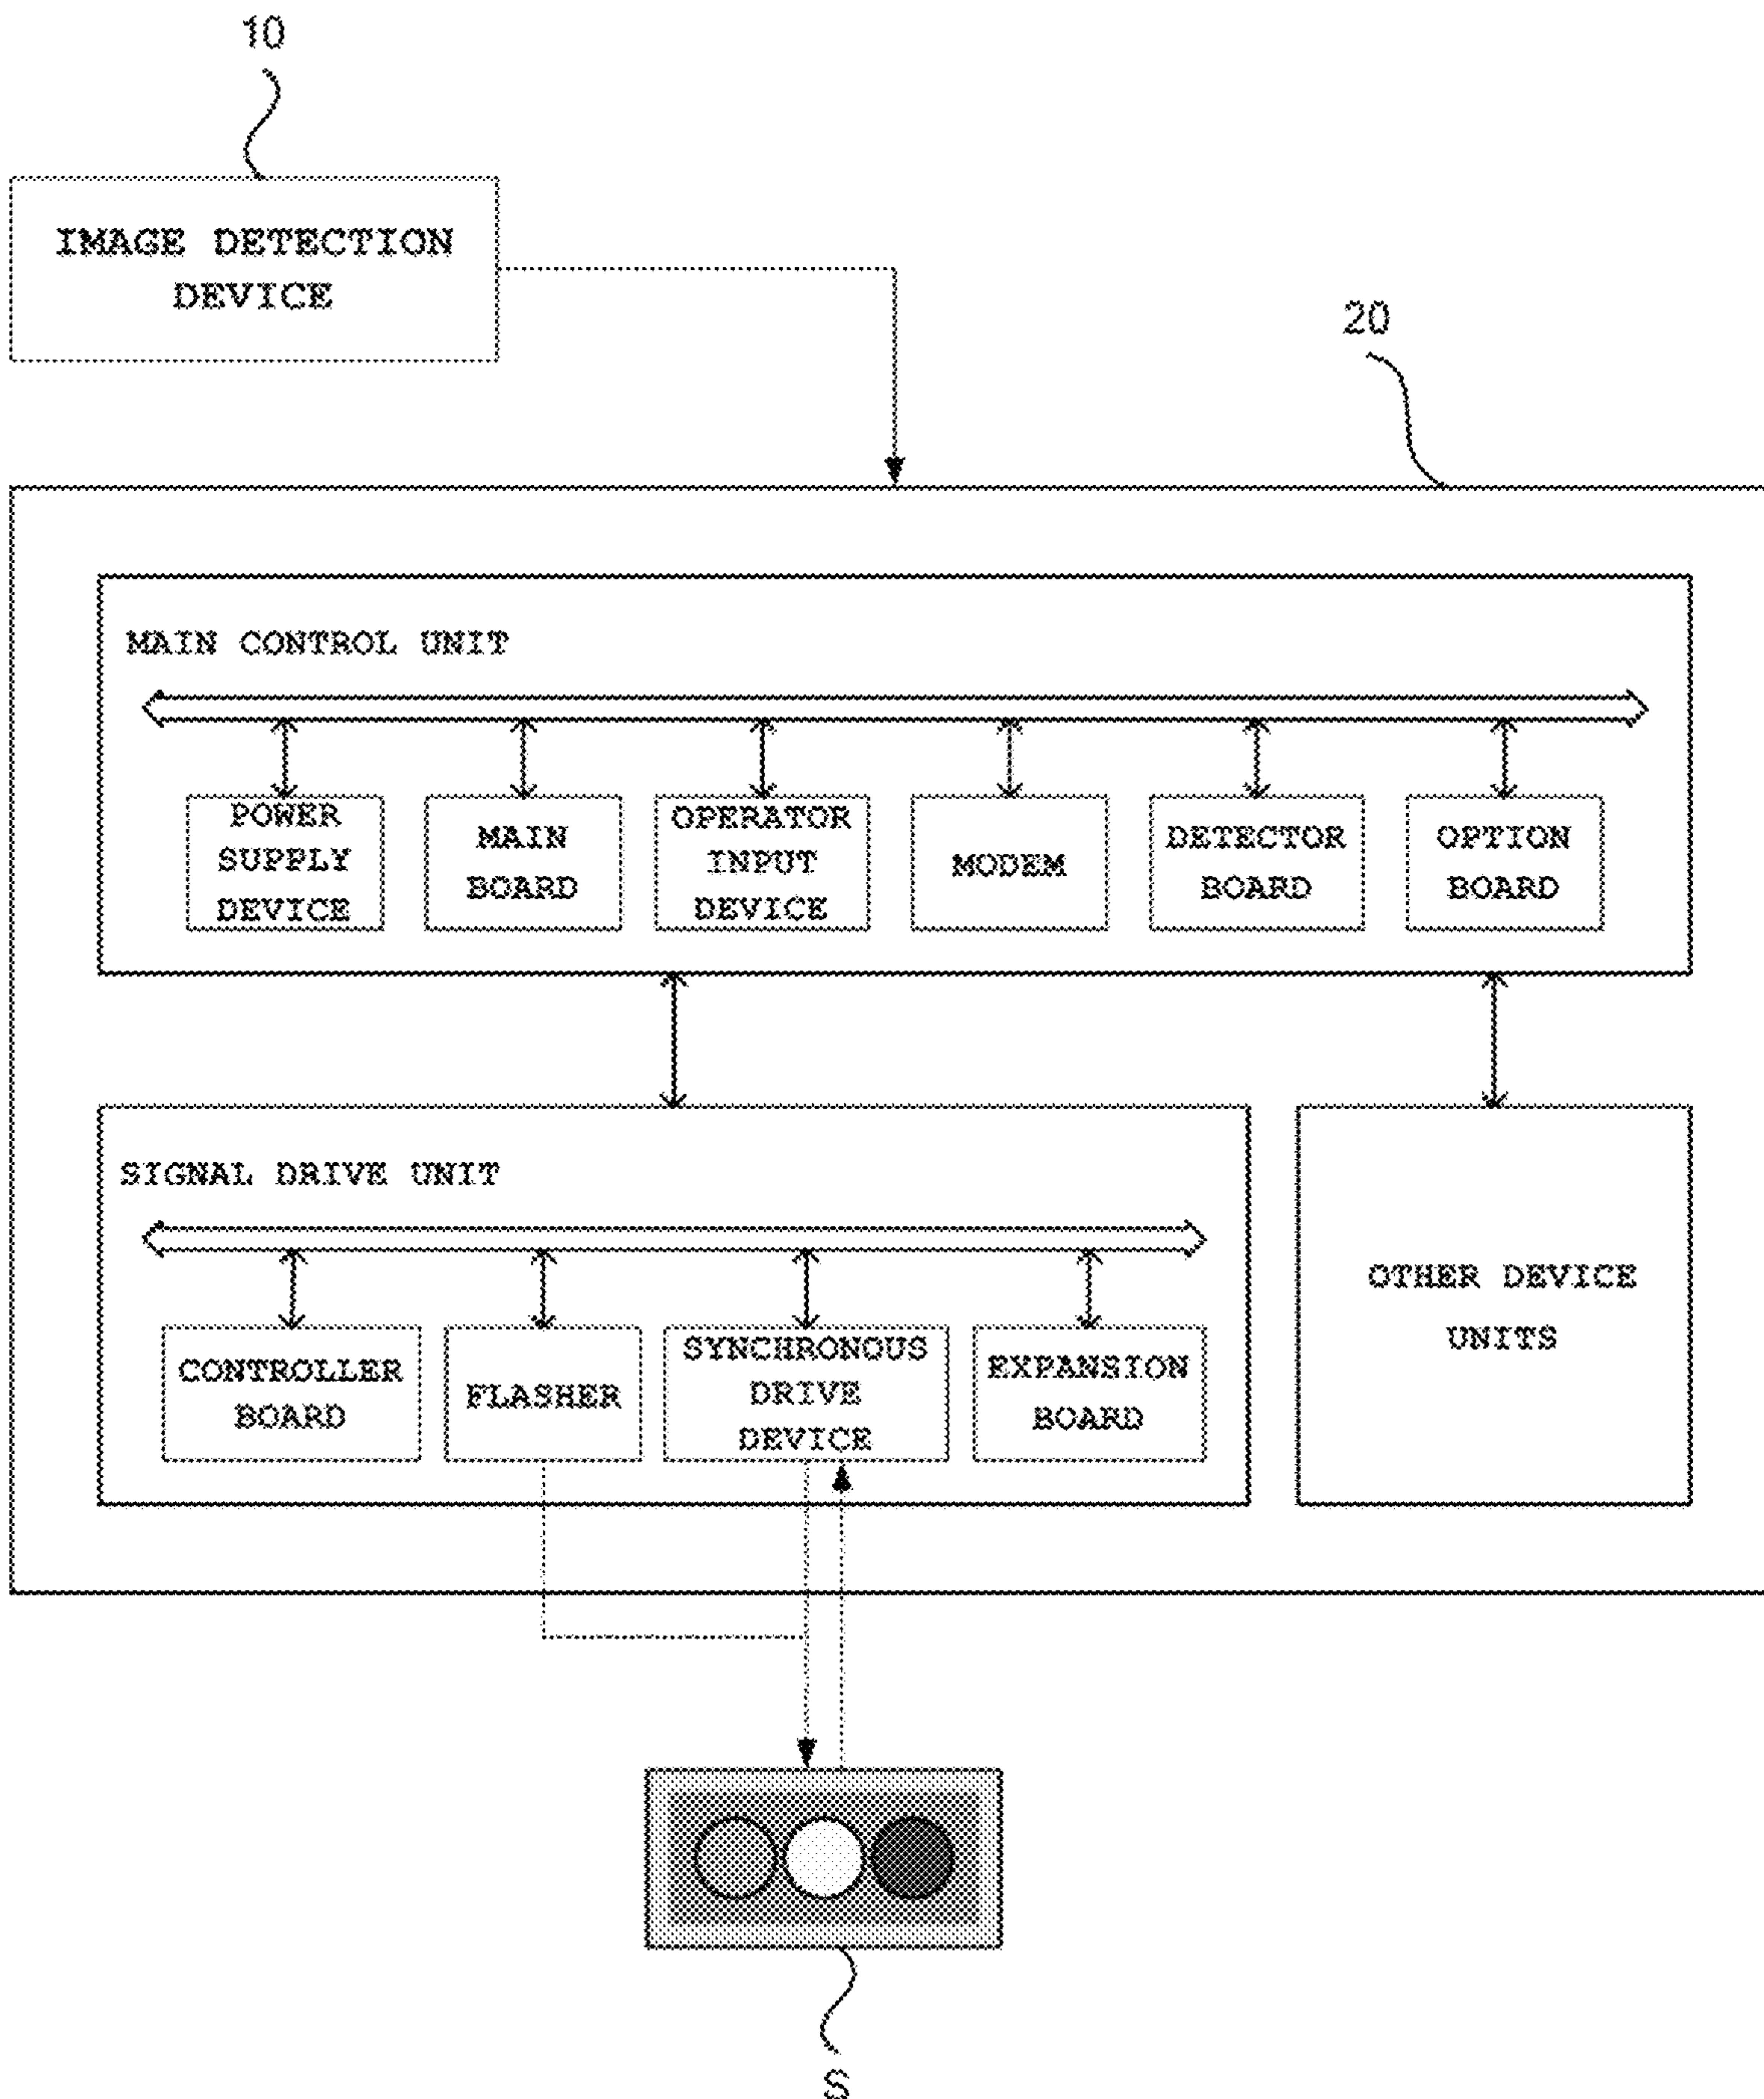 10
IMAGE DETECTION
DEVICE
20
MAIN CONTROL UNIT
POWER
SUPPLY
DEVICE
MAIN
BOARD
OPERATOR
INPUT
DEVICE
MODEM
DETECTOR
BOARD
OPTION
BOARD
SIGNAL DRIVE UNIT
CONTROLLER
BOARD
FLASHER
SYNCHRONOUS
DRIVE
DEVICE
EXPANSION
BOARD
OTHER DEVICE
UNITS
S